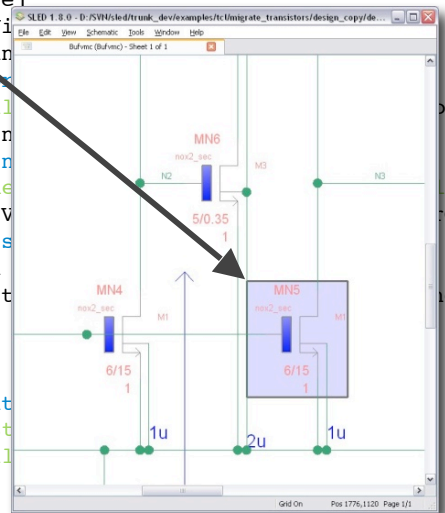 SLED 1.8.0 - D:/SVN/sled/trunk_dev/examples/tcl/migrate_transistors/design_copy/de...
File Edit View Schematic Tools Window Help
Bufvmc (Bufvmc) - Sheet 1 of 1
MN6
nox2_sec
M3
N2
N3
5/0.35
1
MN4
nox2_sec
M1
6/15
1
MN5
nox2_sec
M1
6/15
1
1u
2u
1u
Grid On Pos 1776,1120 Page 1/1